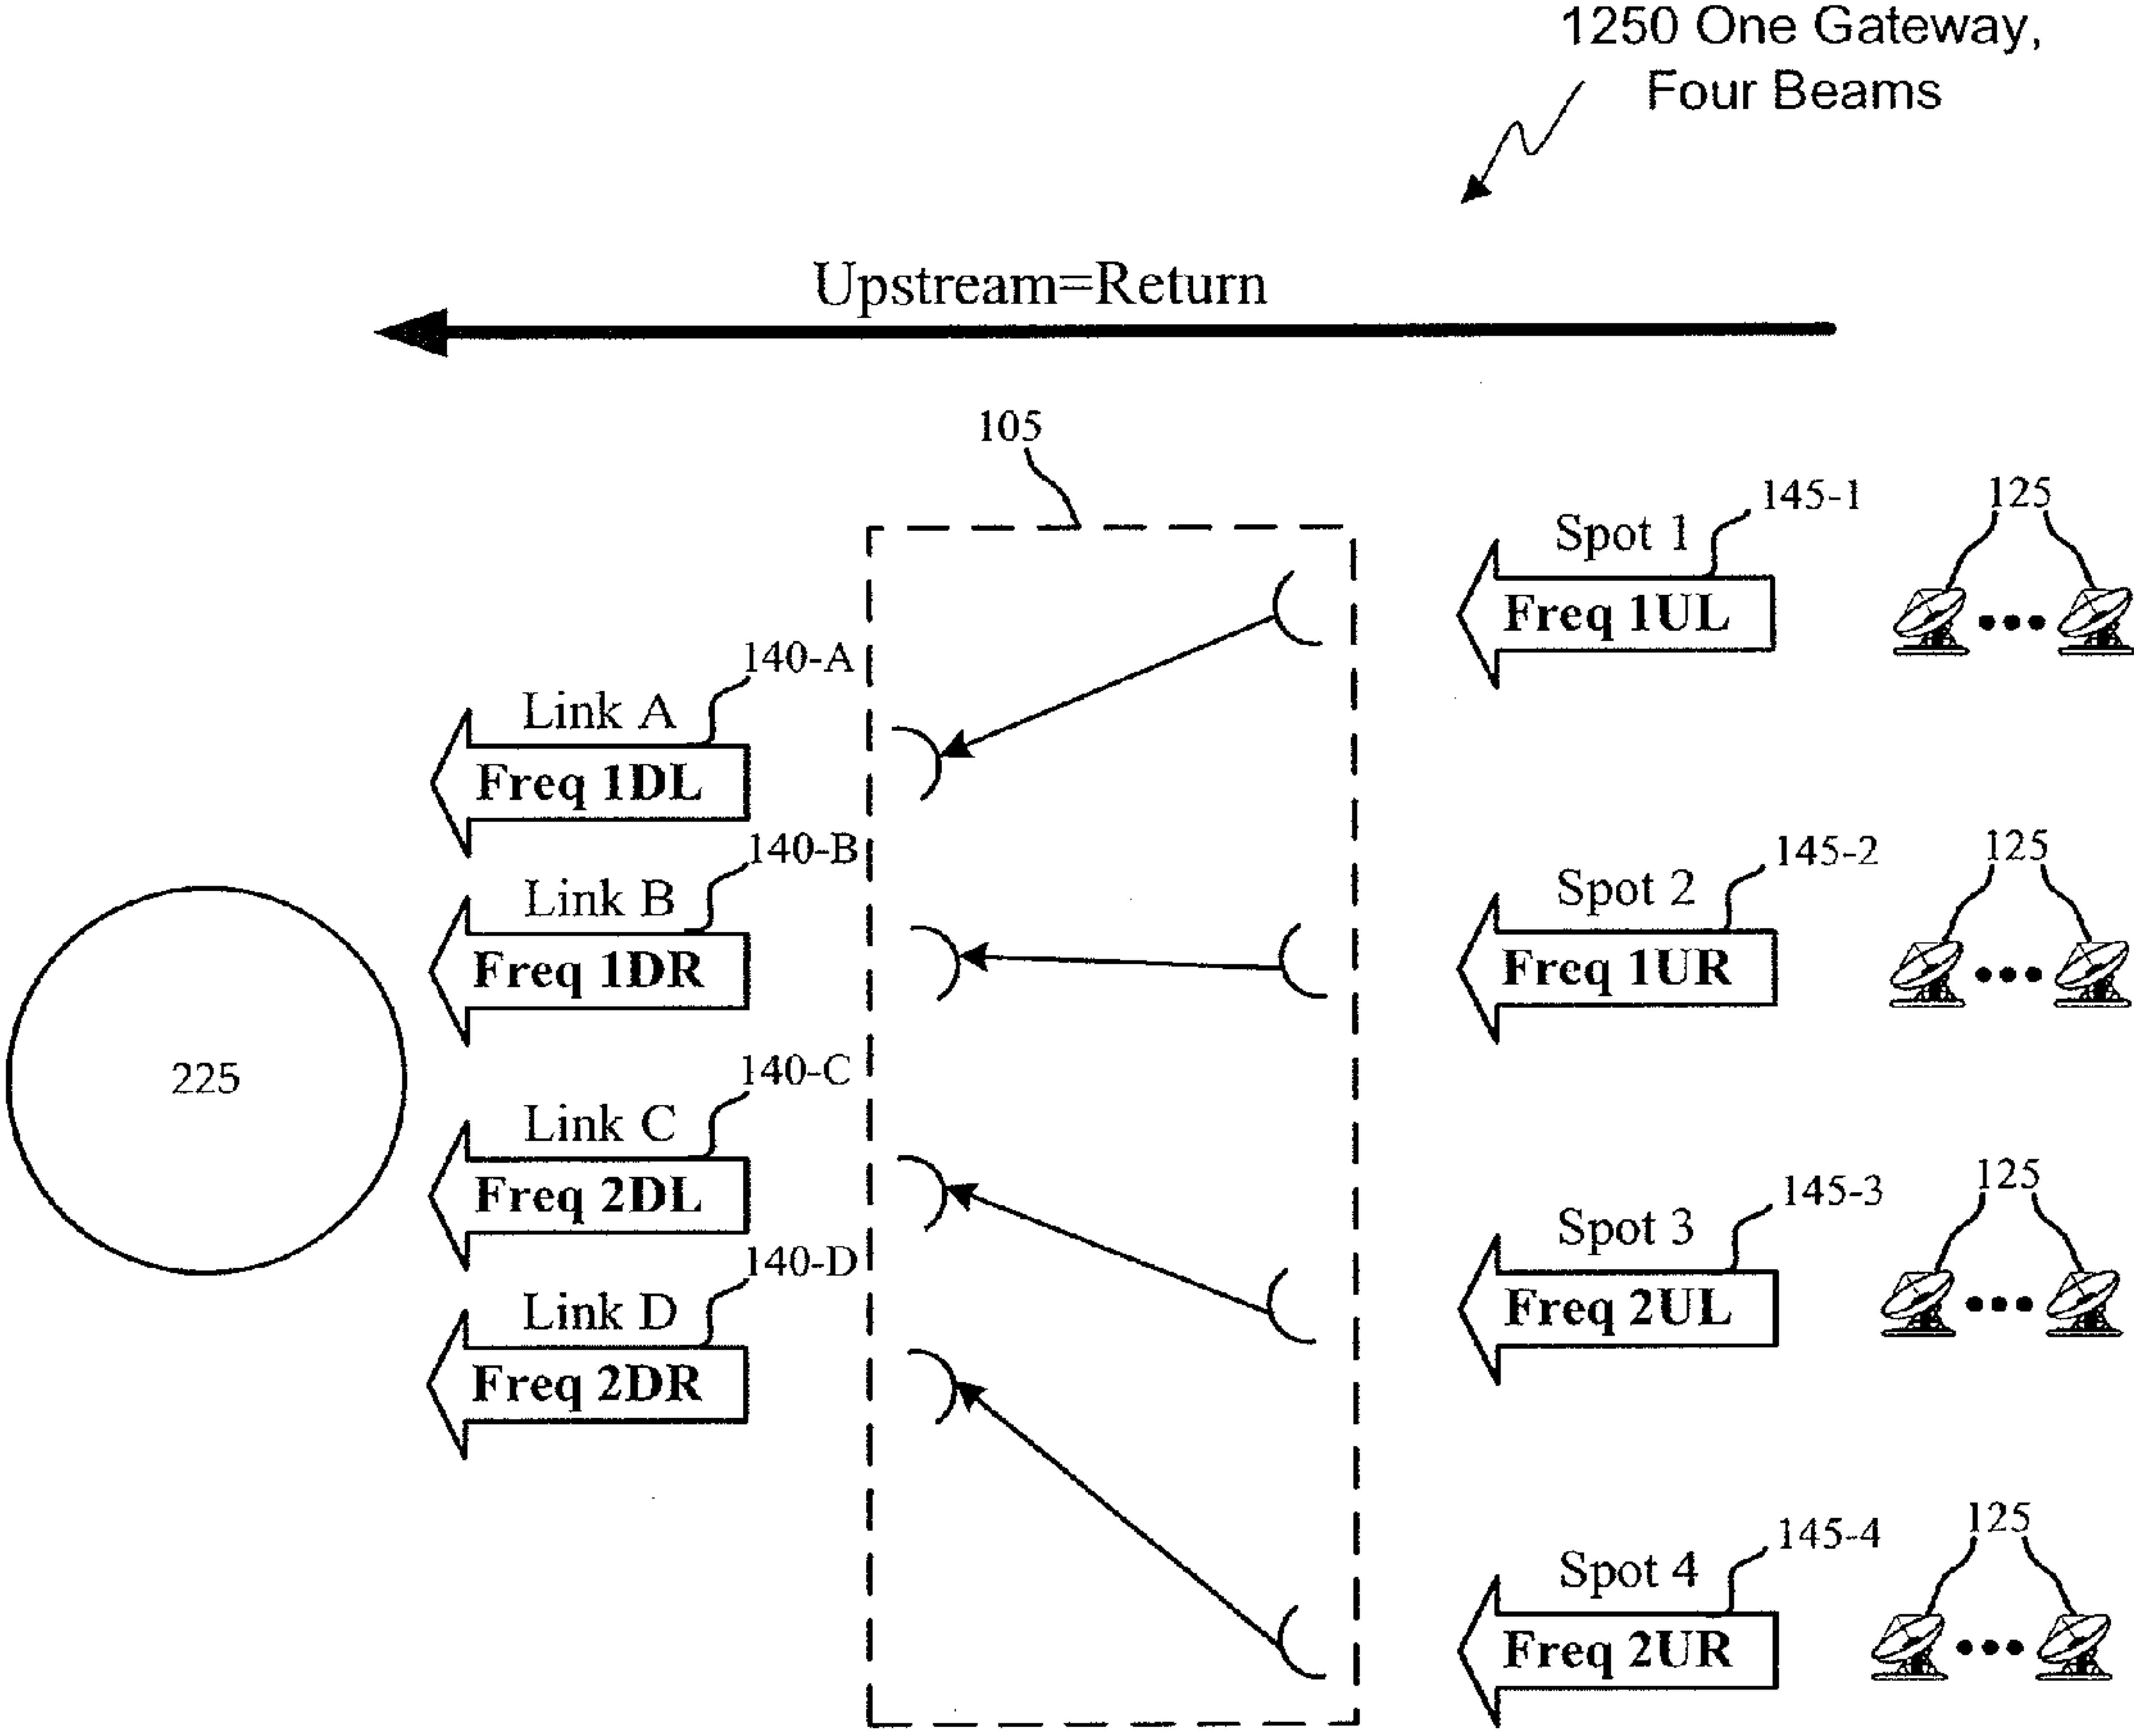 1250 One Gateway,
Four Beams
Upstream=Return
105
145-1
125
Spot 1
Freq 1UL
140-A
Link A
Freq 1DL
140-B
145-2
125
Link B
Spot 2
Freq 1DR
Freq 1UR
225
140-C
Link C
145-3
125
Freq 2DL
Spot 3
140-D
Link D
Freq 2UL
Freq 2DR
145-4
125
Spot 4
Freq 2UR